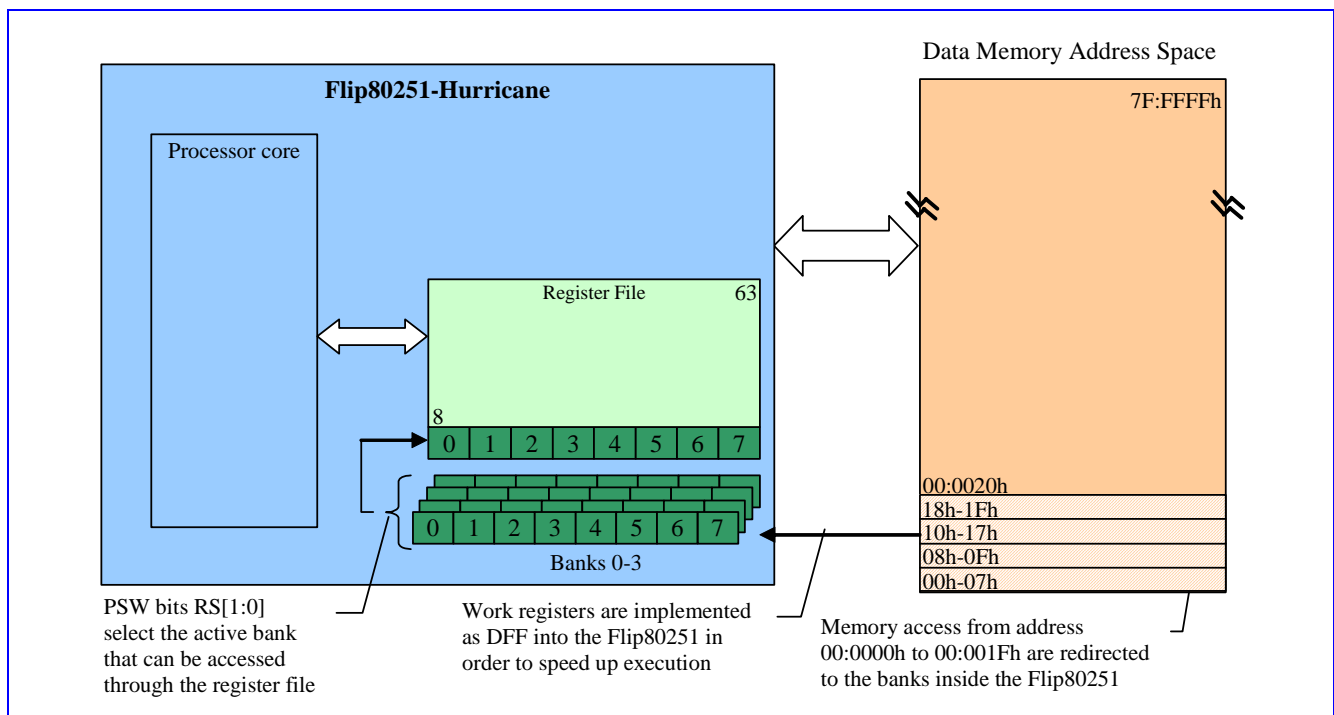 Data Memory Address Space
Flip80251-Hurricane
7F:FFFFh
Processor core
Register File
63
8
0 1 2 3 4 5 6 7
0 1 2 3 4 5 6 7
Banks 0-3
00:0020h
18h-1Fh
10h-17h
08h-0Fh
00h-07h
PSW bits RS[1:0]
select the active bank
that can be accessed
through the register file
Work registers are implemented
as DFF into the Flip80251 in
order to speed up execution
Memory access from address
00:0000h to 00:001Fh are redirected
to the banks inside the Flip80251